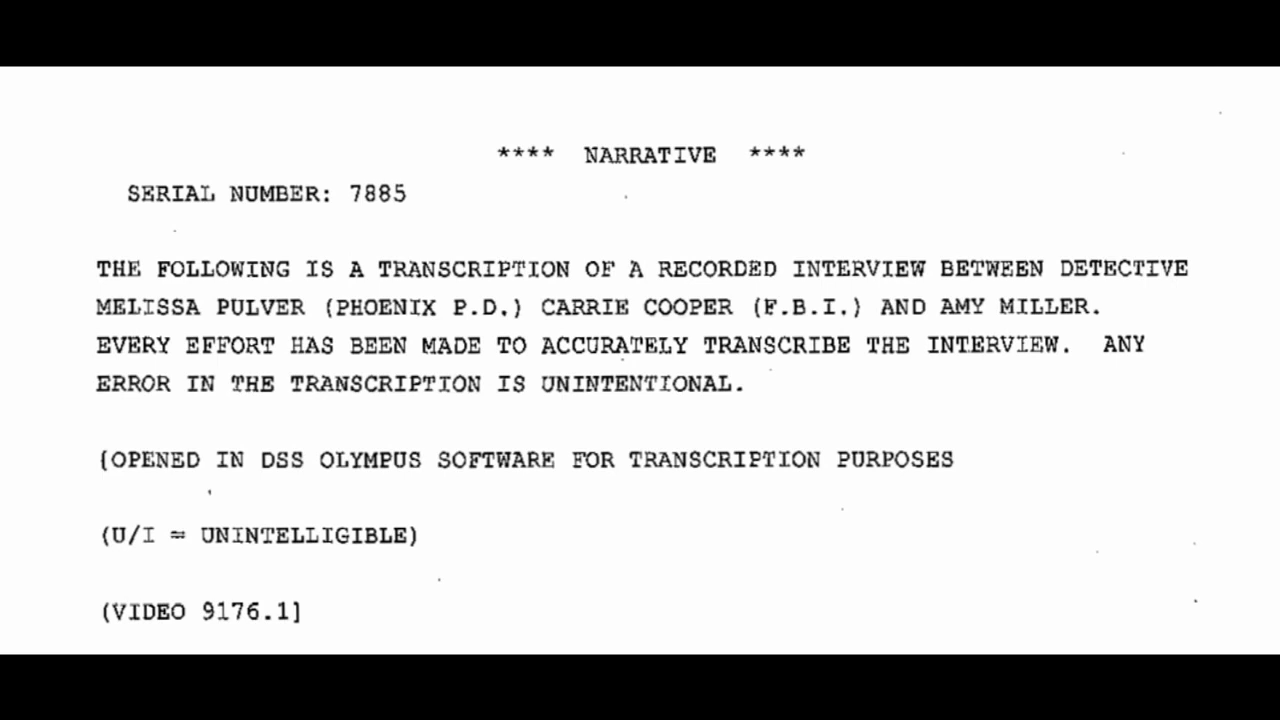 **** NARRATIVE ****
SERIAL NUMBER: 7885
THE FOLLOWING IS A TRANSCRIPTION OF A RECORDED INTERVIEW BETWEEN DETECTIVE
MELISSA PULVER (PHOENIX P.D.) CARRIE COOPER (F.B.I.) AND AMY MILLER.
EVERY EFFORT HAS BEEN MADE TO ACCURATELY TRANSCRIBE THE INTERVIEW. ANY
ERROR IN THE TRANSCRIPTION IS UNINTENTIONAL.
[OPENED IN DSS OLYMPUS SOFTWARE FOR TRANSCRIPTION PURPOSES
(U/I = UNINTELLIGIBLE)
(VIDEO 9176.1]